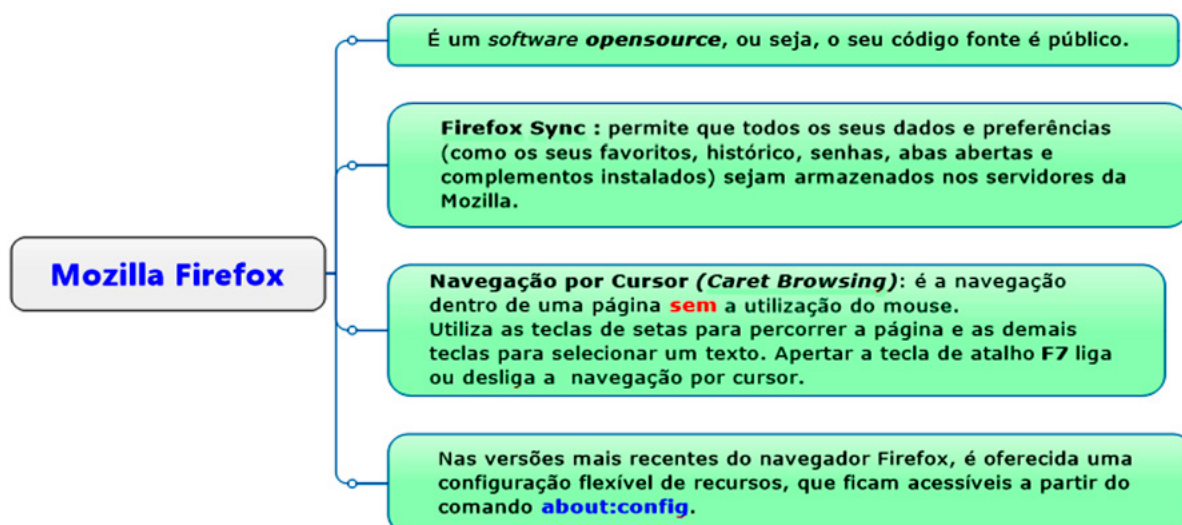 É um software opensource, ou seja, o seu código fonte é público.
Firefox Sync : permite que todos os seus dados e preferências
(como os seus favoritos, histórico, senhas, abas abertas e
complementos instalados) sejam armazenados nos servidores da
Mozilla.
Mozilla Firefox
Navegação por Cursor (Caret Browsing): é a navegação
dentro de uma página sem a utilização do mouse.
Utiliza as teclas de setas para percorrer a página e as demais
teclas para selecionar um texto. Apertar a tecla de atalho F7 liga
ou desliga a navegação por cursor.
Nas versões mais recentes do navegador Firefox, é oferecida uma
configuração flexível de recursos, que ficam acessíveis a partir do
comando about:config.